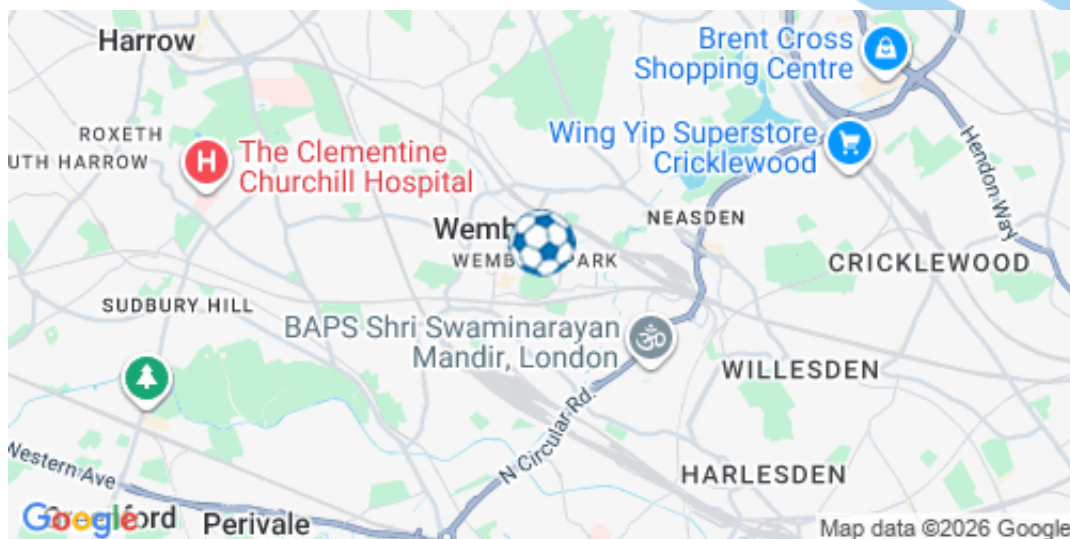 Harrow
Brent Cross
Shopping Centre
ROXETH
UTH HARROW
The Clementine
Churchill Hospital
H
Wing Yip Superstore
Cricklewood
Hendon Way
Wemb
NEASDEN
WEMB ARK
CRICKLEWOOD
SUDBURY HILL
BAPS Shri Swaminarayan
Mandir, London
ॐ
WILLESDEN
N Circular Rd.
HARLESDEN
Western Ave
Google
ford
Perivale
Map data ©2026 Google